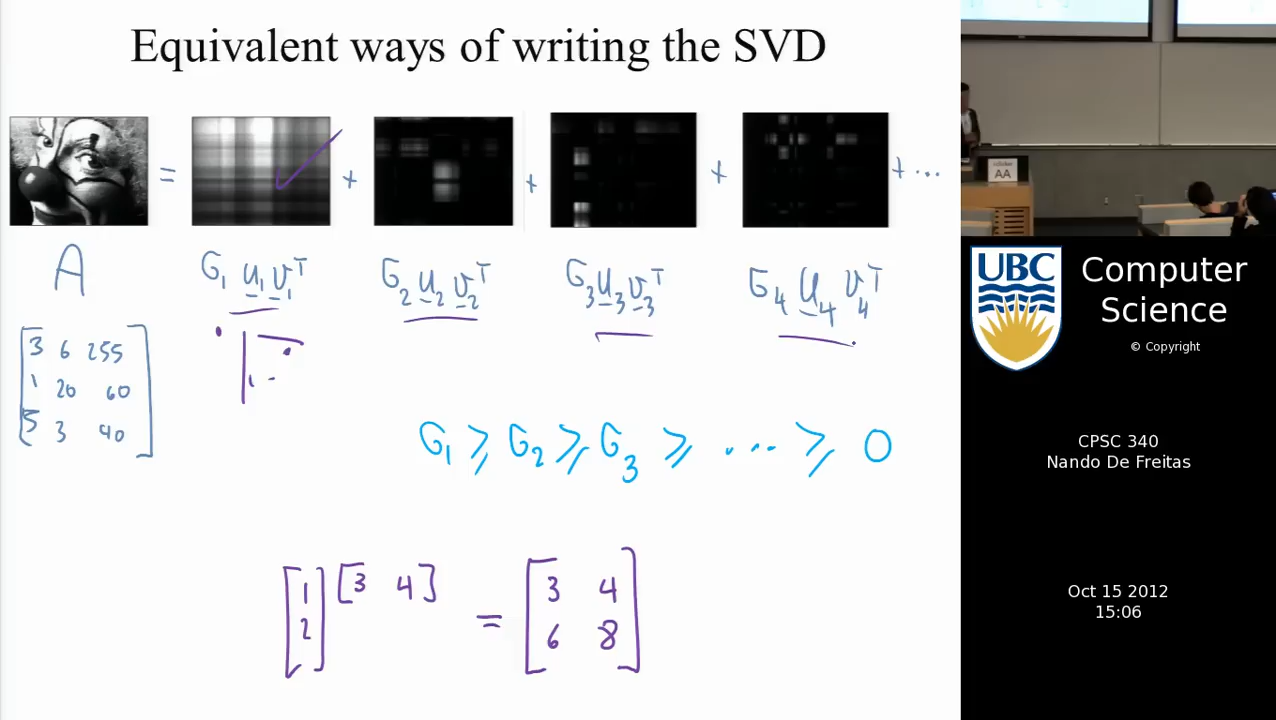 Equivalent ways of writing the SVD
= + + + + ...
A σ₁ u₁ v₁ᵀ σ₂ u₂ v₂ᵀ σ₃ u₃ v₃ᵀ σ₄ u₄ v₄ᵀ
3 6 255
1 20 60
5 3 40
σ₁ ≥ σ₂ ≥ σ₃ ≥ ... ≥ 0
[1 2] [3 4] = [3 4
6 8]
AA
UBC
Computer
Science
© Copyright
CPSC 340
Nando De Freitas
Oct 15 2012
15:06